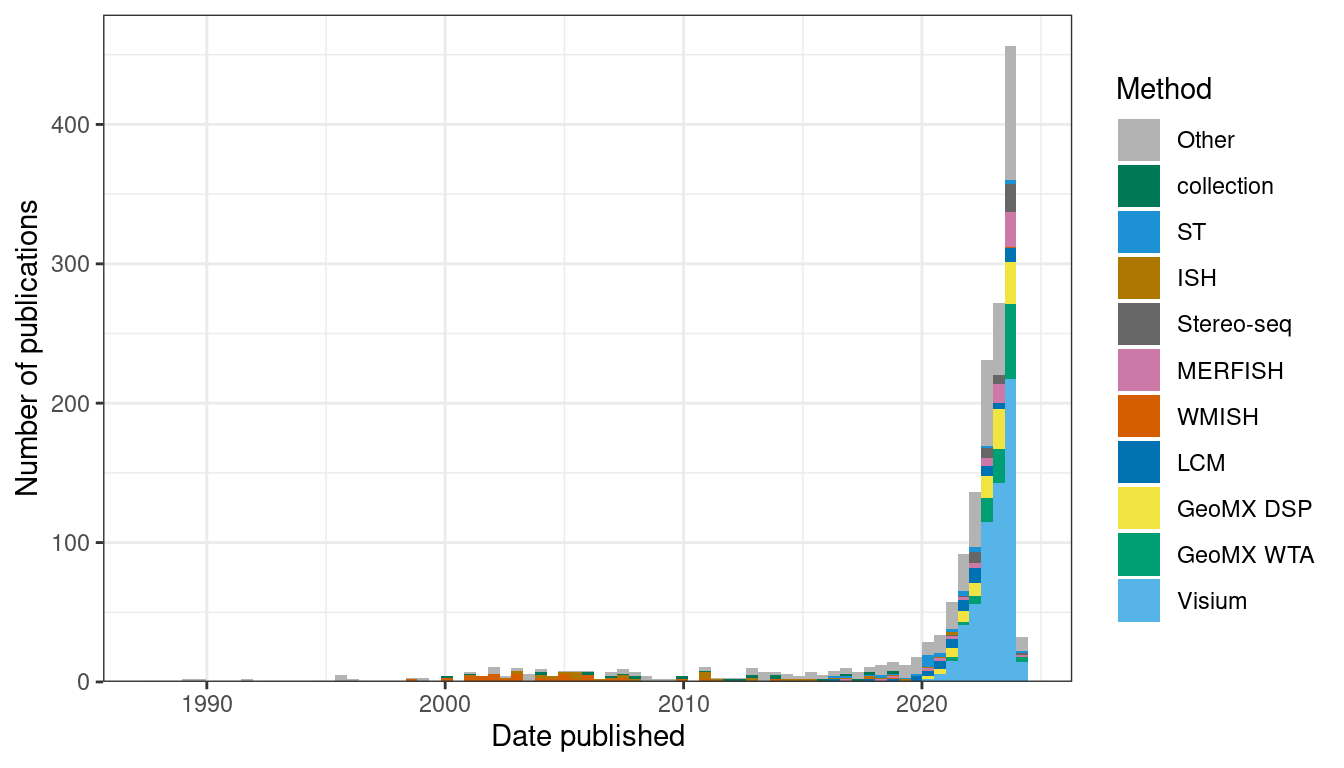 Number of publications
400
300
200
100
0
1990
2000
2010
2020
Date published
Method
Other
collection
ST
ISH
Stereo-seq
MERFISH
WMISH
LCM
GeoMX DSP
GeoMX WTA
Visium